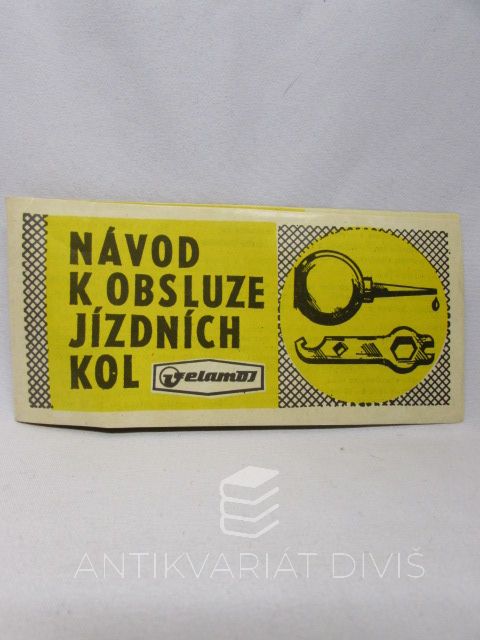 NÁVOD
K OBSLUZE
JÍZDNÍCH
KOL
Velamos
ANTIKVARIÁT DIVIŠ